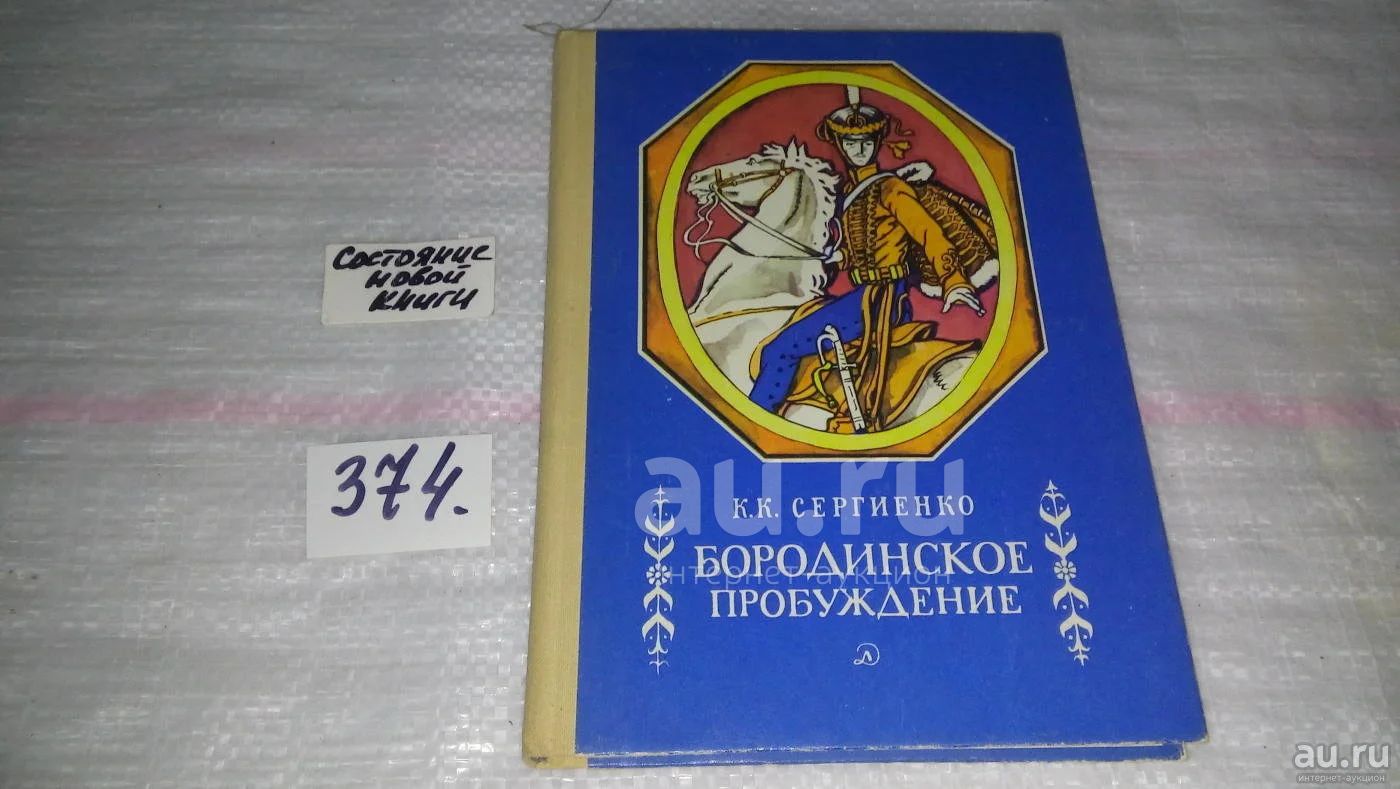 Состояние
новой
книги
374.
К.К. СЕРГИЕНКО
БОРОДИНСКОЕ
ПРОБУЖДЕНИЕ
au.ru
интернет-аукцион
au.ru
интернет-аукцион